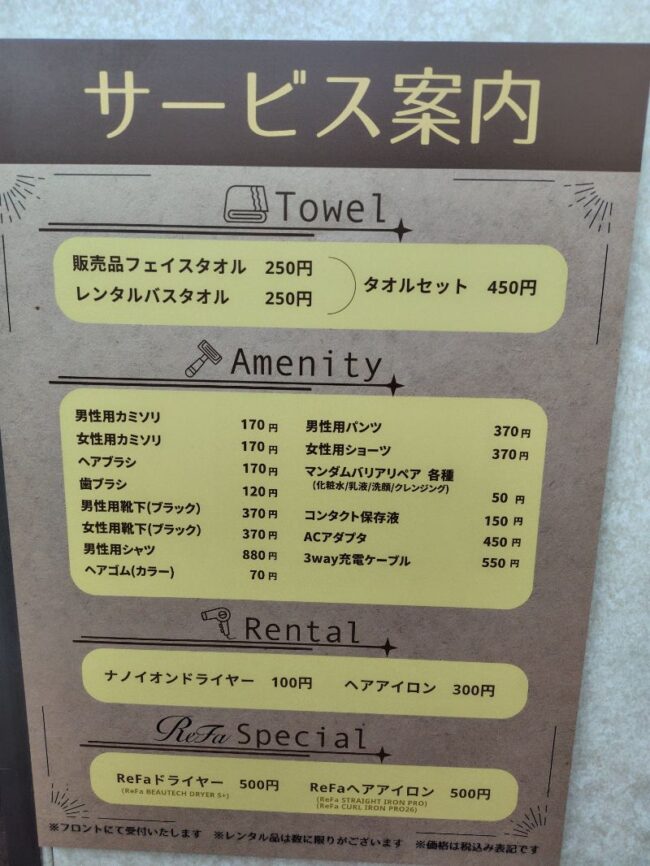 サービス案内
Towel
販売品フェイスタオル 250円
レンタルバスタオル 250円
タオルセット 450円
Amenity
男性用カミソリ 170円
女性用カミソリ 170円
ヘアブラシ 170円
歯ブラシ 120円
男性用靴下(ブラック) 370円
女性用靴下(ブラック) 370円
男性用シャツ 880円
ヘアゴム(カラー) 70円
男性用パンツ 370円
女性用ショーツ 370円
マンダムバリアリペア 各種
(化粧水/乳液/洗顔/クレンジング)
50円
コンタクト保存液 150円
ACアダプタ 450円
3way充電ケーブル 550円
Rental
ナノイオンドライヤー 100円 ヘアアイロン 300円
ReFa Special
ReFaドライヤー 500円
(ReFa BEAUTECH DRYER S+)
ReFaヘアアイロン 500円
(ReFa STRAIGHT IRON PRO)
(ReFa CURL IRON PRO26)
※フロントにて受付いたします ※レンタル品は数に限りがございます ※価格は税込み表記です